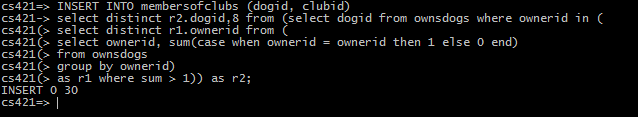 cs421=> INSERT INTO membersofclubs (dogid, clubid)
cs421-> select distinct r2.dogid,8 from (select dogid from ownsdogs where ownerid in (
cs421(> select distinct r1.ownerid from (
cs421(> select ownerid, sum(case when ownerid = ownerid then 1 else 0 end)
cs421(> from ownsdogs
cs421(> group by ownerid)
cs421(> as r1 where sum > 1)) as r2;
INSERT 0 30
cs421=>